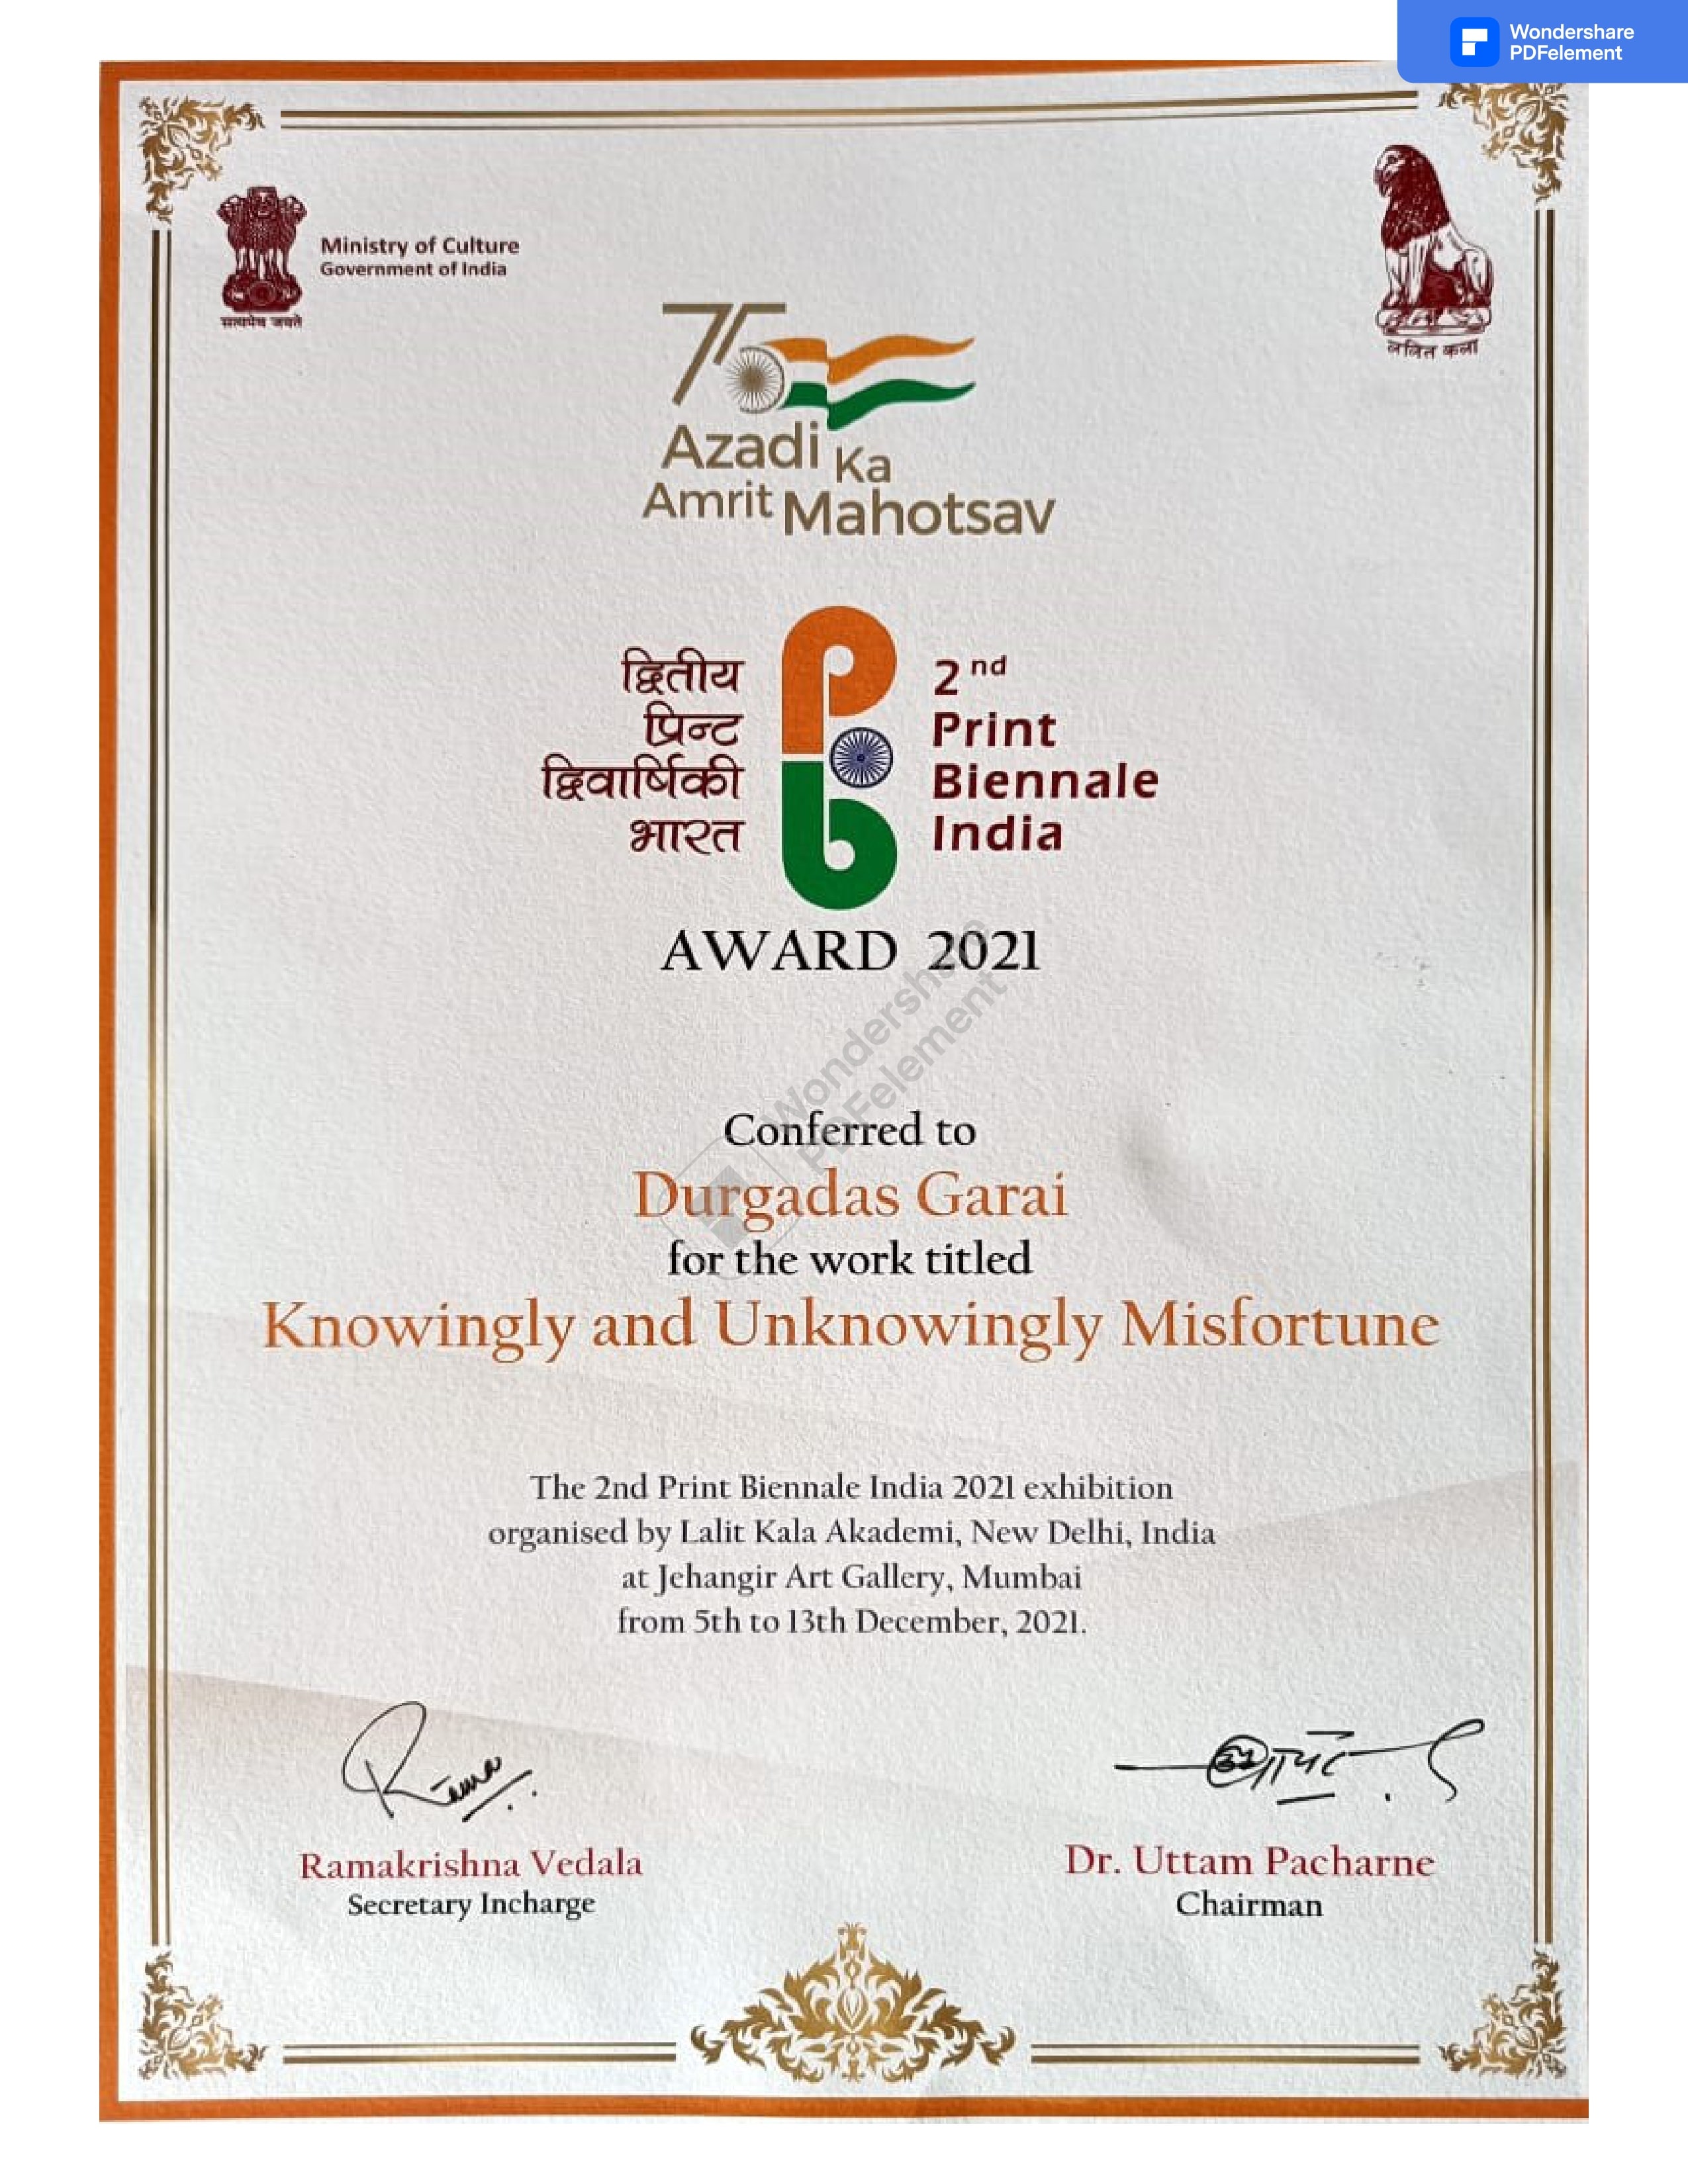 Wondershare
PDFelement
Ministry of Culture
Government of India
सत्यमेव जयते
ललित कला
75
Azadi Ka
Amrit Mahotsav
द्वितीय
प्रिन्ट
द्विवार्षिकी
भारत
2nd
Print
Biennale
India
AWARD 2021
Wondershare
PDFelement
Conferred to
Durgadas Garai
for the work titled
Knowingly and Unknowingly Misfortune
The 2nd Print Biennale India 2021 exhibition
organised by Lalit Kala Akademi, New Delhi, India
at Jehangir Art Gallery, Mumbai
from 5th to 13th December, 2021.
Rama
Ramakrishna Vedala
Secretary Incharge
Dr. Uttam Pacharne
Chairman